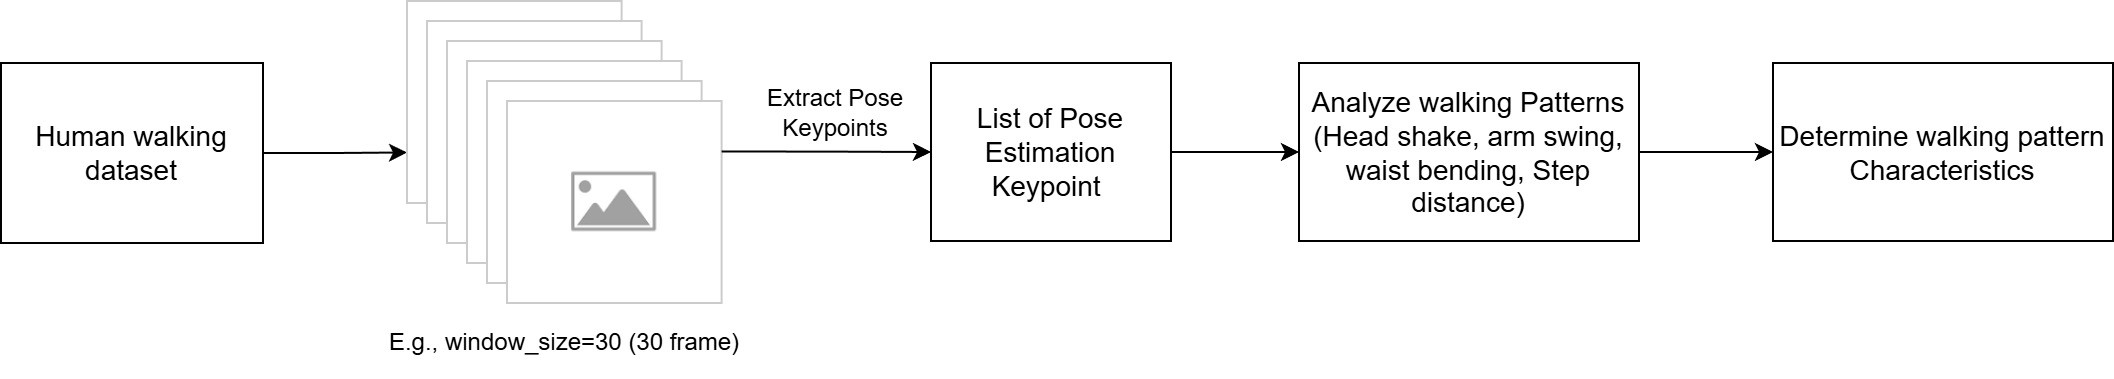 Human walking
dataset
E.g., window_size=30 (30 frame)
Extract Pose
Keypoints
List of Pose
Estimation
Keypoint
Analyze walking Patterns
(Head shake, arm swing,
waist bending, Step
distance)
Determine walking pattern
Characteristics